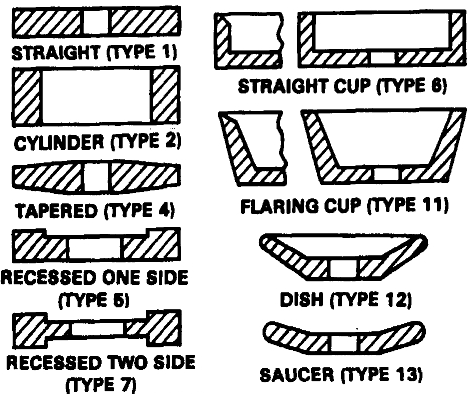 STRAIGHT (TYPE 1)
CYLINDER (TYPE 2)
TAPERED (TYPE 4)
RECESSED ONE SIDE
(TYPE 5)
RECESSED TWO SIDE
(TYPE 7)
STRAIGHT CUP (TYPE 6)
FLARING CUP (TYPE 11)
DISH (TYPE 12)
SAUCER (TYPE 13)